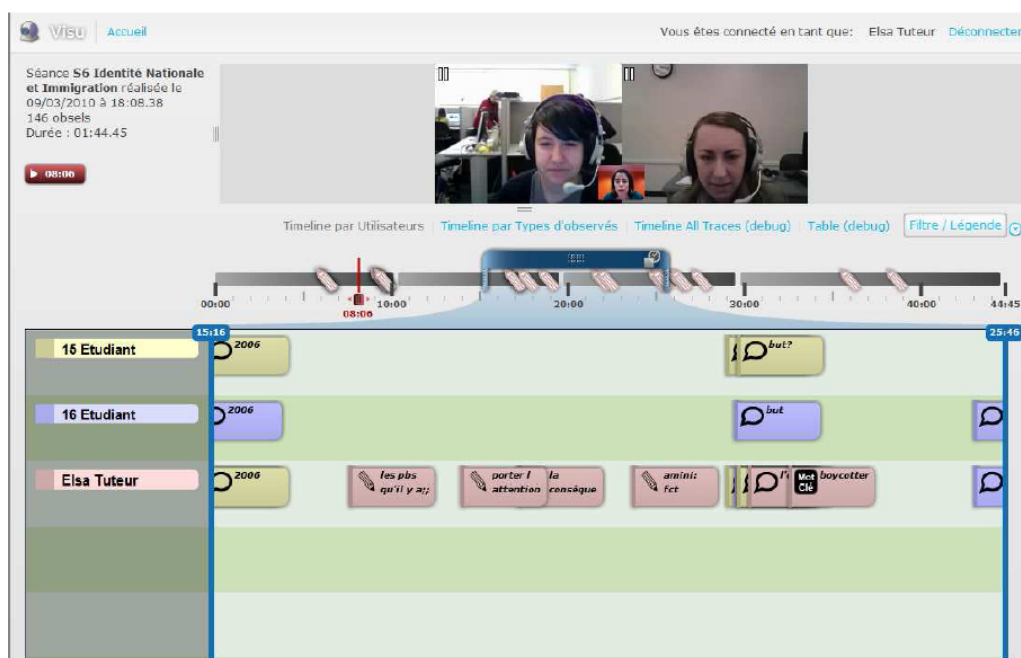 Visu Accueil
Vous êtes connecté en tant que: Elsa Tuteur Déconnecter
Séance S6 Identité Nationale
et Immigration réalisée le
09/03/2010 à 18:08.38
146 obsels
Durée : 01:44.45
08:06
Timeline par Utilisateurs Timeline par Types d'observés Timeline All Traces (debug) Table (debug) Filtre / Légende
00:00 10:00 20:00 30:00 40:00 44:45
08:06
15:16 25:46
15 Etudiant 2006 but?
16 Etudiant 2006 but
Elsa Tuteur 2006
les pbs
qu'il y a;;
porter l
attention
la
conséque
amini:
fct
Mot
Clé
boycotter